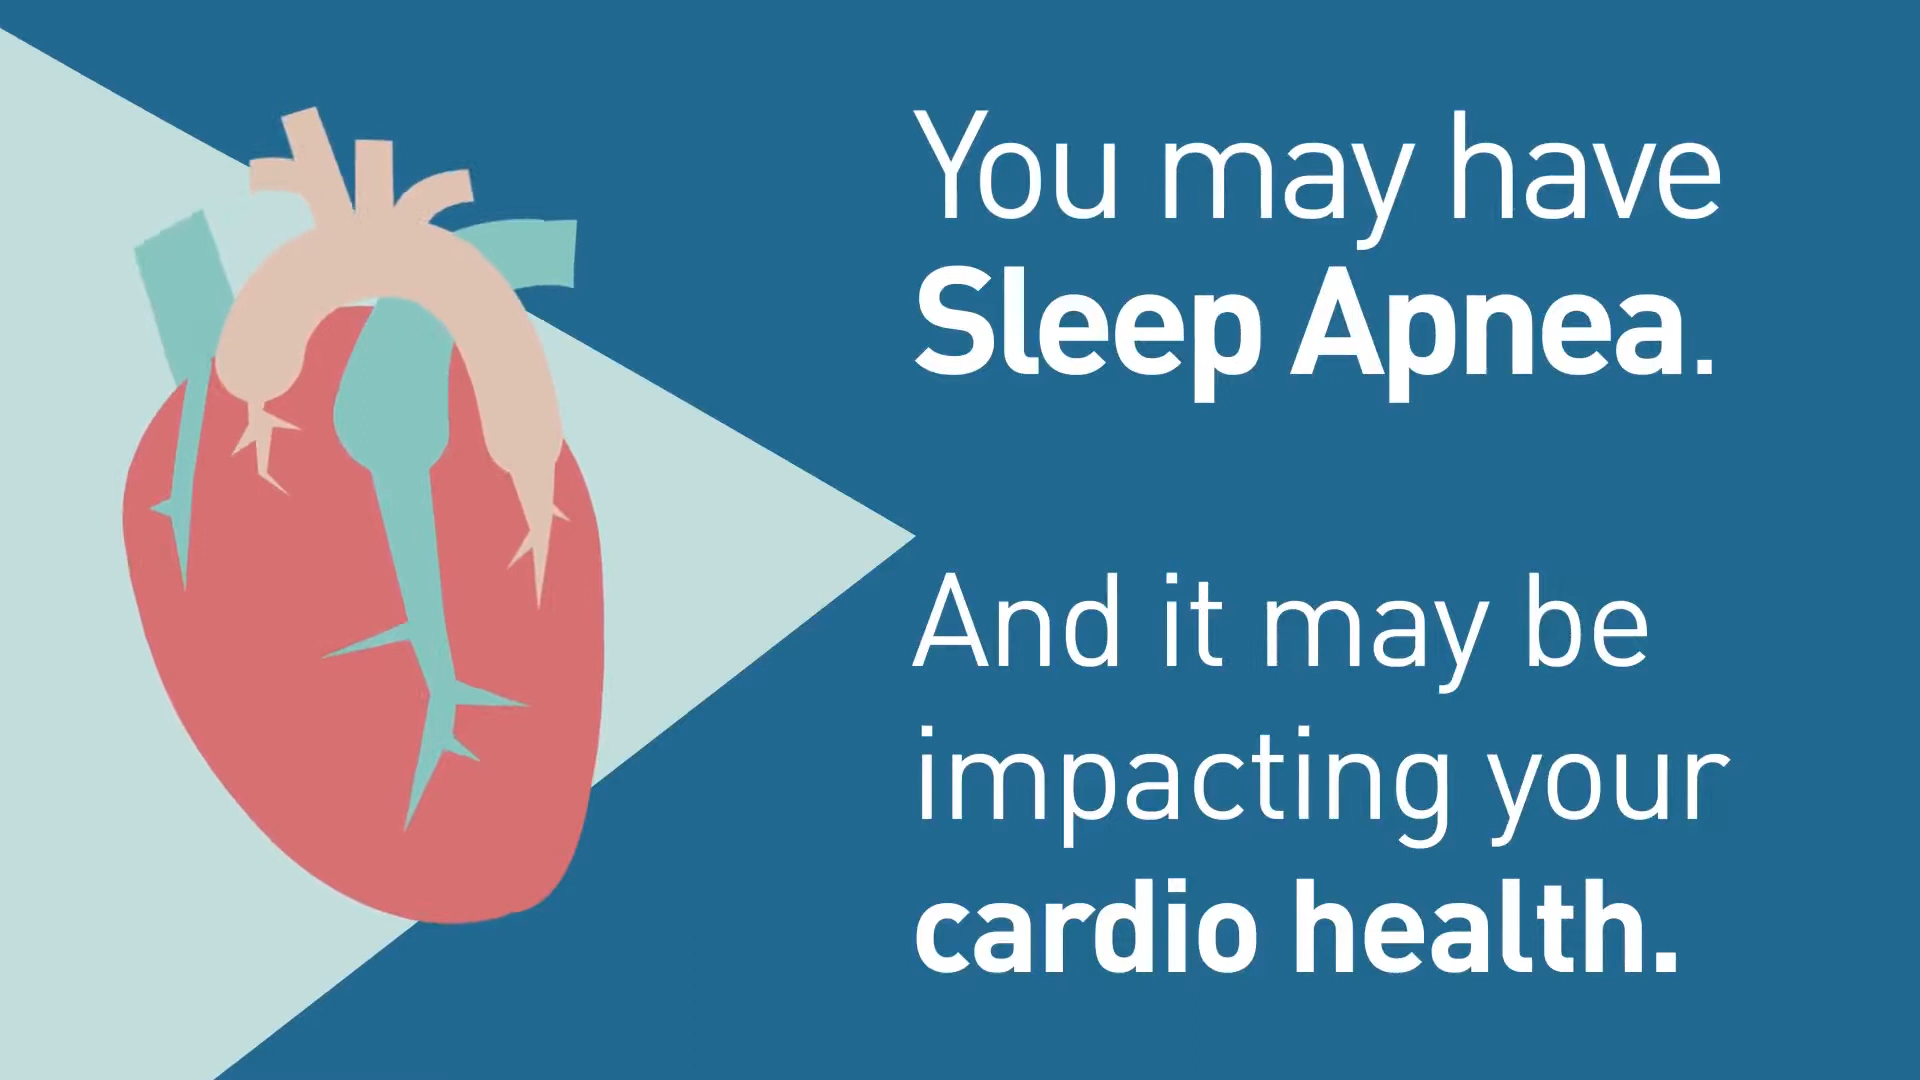 You may have
Sleep Apnea.
And it may be
impacting your
cardio health.